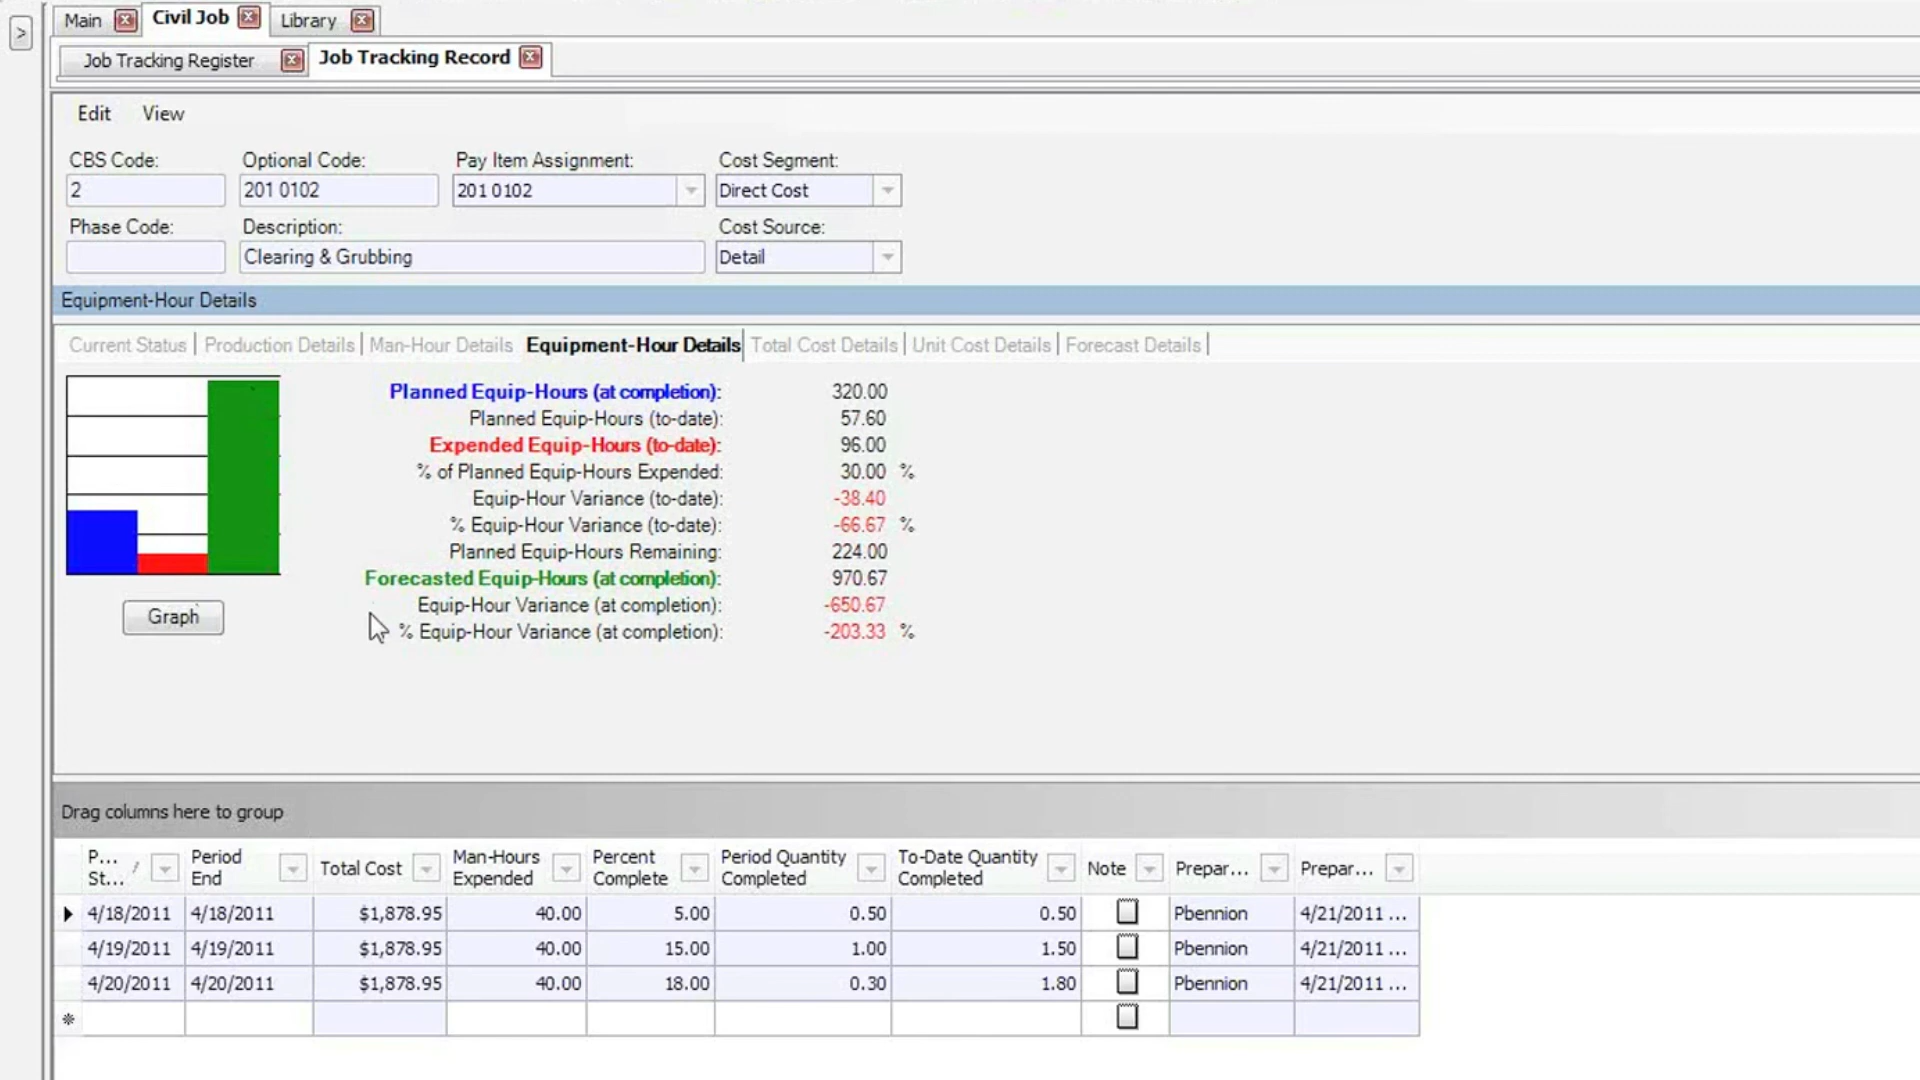 >
Main Civil Job Library
Job Tracking Register Job Tracking Record
Edit View
CBS Code: Optional Code: Pay Item Assignment: Cost Segment:
2 201 0102 201 0102 Direct Cost
Phase Code: Description: Cost Source:
Clearing & Grubbing Detail
Equipment-Hour Details
Current Status Production Details Man-Hour Details Equipment-Hour Details Total Cost Details Unit Cost Details Forecast Details
Planned Equip-Hours (at completion): 320.00
Planned Equip-Hours (to-date): 57.60
Expended Equip-Hours (to-date): 96.00
% of Planned Equip-Hours Expended: 30.00 %
Equip-Hour Variance (to-date): -38.40
% Equip-Hour Variance (to-date): -66.67 %
Planned Equip-Hours Remaining: 224.00
Forecasted Equip-Hours (at completion): 970.67
Equip-Hour Variance (at completion): -650.67
% Equip-Hour Variance (at completion): -203.33 %
Graph
Drag columns here to group
P... St... Period End Total Cost Man-Hours Expended Percent Complete Period Quantity Completed To-Date Quantity Completed Note Prepar... Prepar...
4/18/2011 4/18/2011 $1,878.95 40.00 5.00 0.50 0.50 Pbennion 4/21/2011 ...
4/19/2011 4/19/2011 $1,878.95 40.00 15.00 1.00 1.50 Pbennion 4/21/2011 ...
4/20/2011 4/20/2011 $1,878.95 40.00 18.00 0.30 1.80 Pbennion 4/21/2011 ...